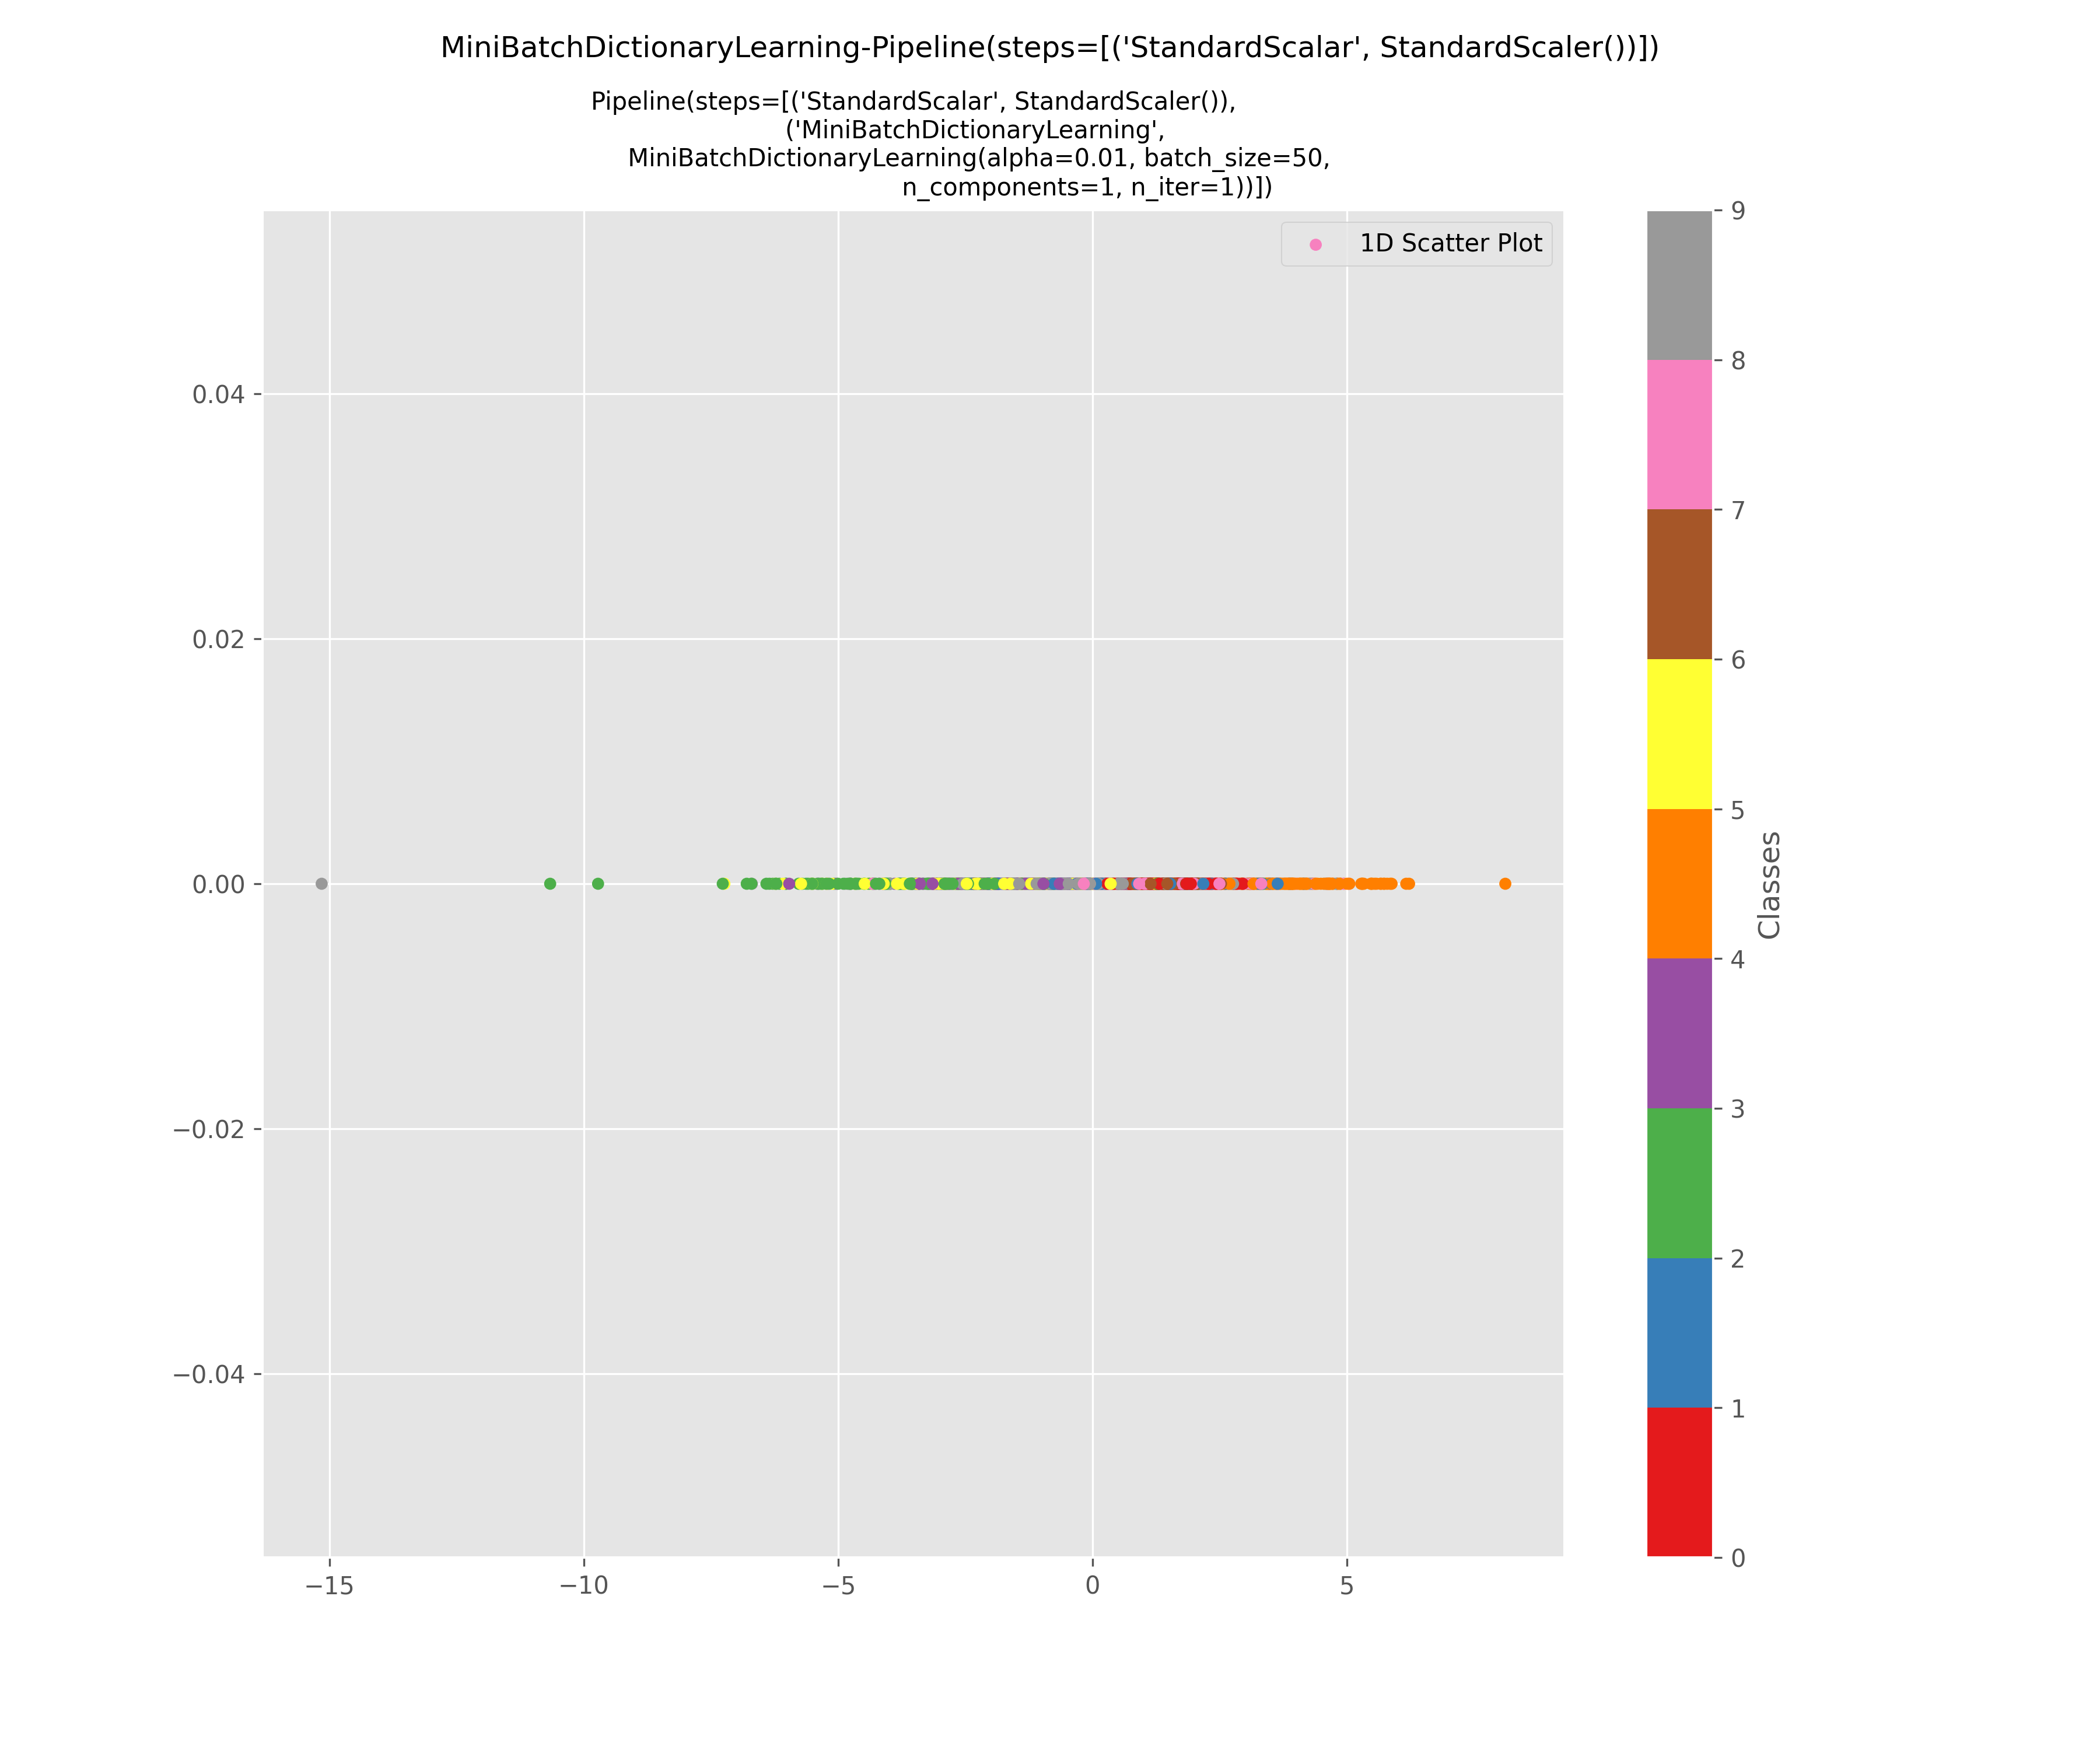 MiniBatchDictionaryLearning-Pipeline(steps=[('StandardScalar', StandardScaler())])
Pipeline(steps=[('StandardScalar', StandardScaler()),
('MiniBatchDictionaryLearning',
MiniBatchDictionaryLearning(alpha=0.01, batch_size=50,
n_components=1, n_iter=1))])
1D Scatter Plot
0.04
0.02
0.00
−0.02
−0.04
−15
−10
−5
0
5
9
8
7
6
5
4
3
2
1
0
Classes